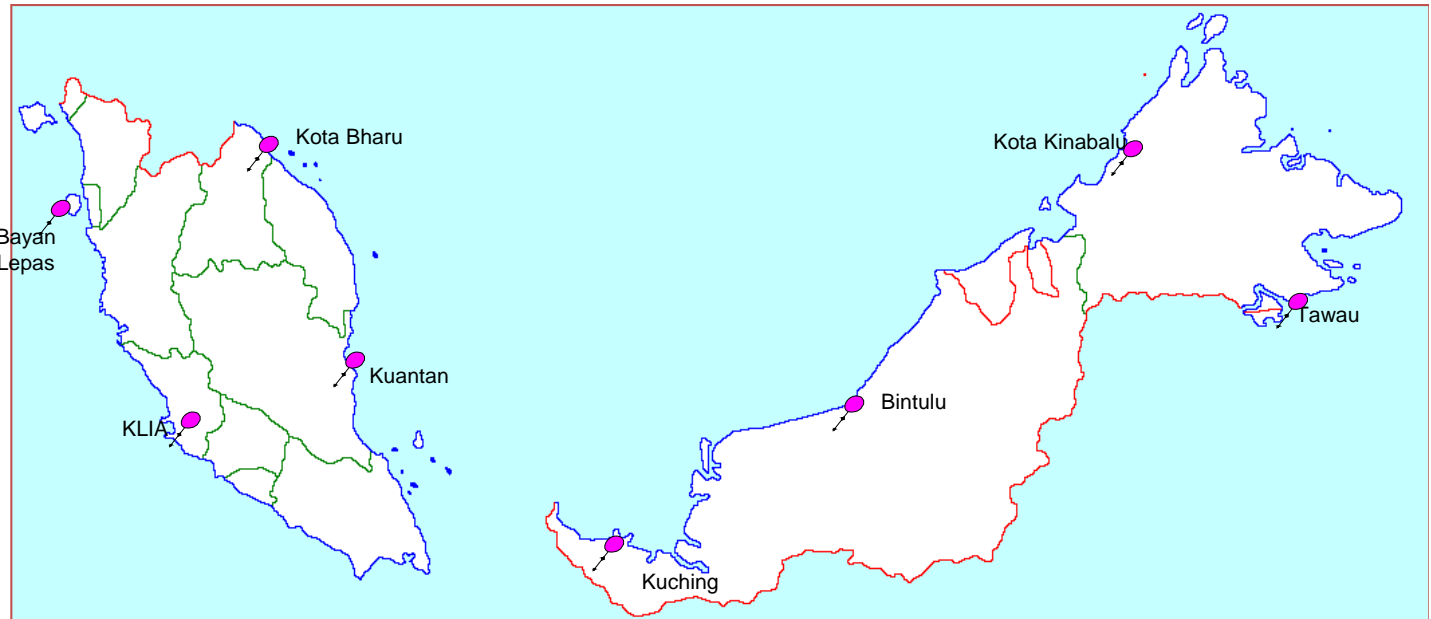 Kota Bharu
Kota Kinabalu
Bayan
Lepas
Tawau
Kuantan
Bintulu
KLIA
Kuching